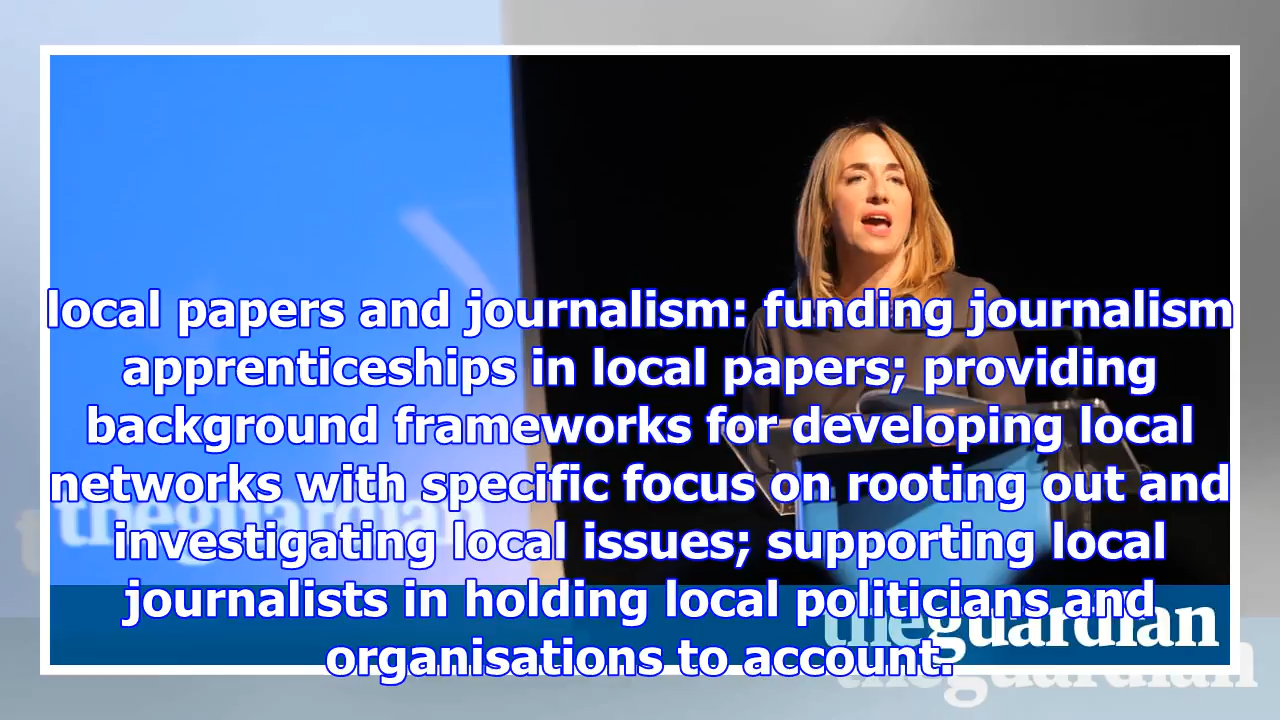 local papers and journalism: funding journalism
apprenticeships in local papers; providing
background frameworks for developing local
networks with specific focus on rooting out and
investigating local issues; supporting local
journalists in holding local politicians and
organisations to account.
theguardian
theguardian
theguardian